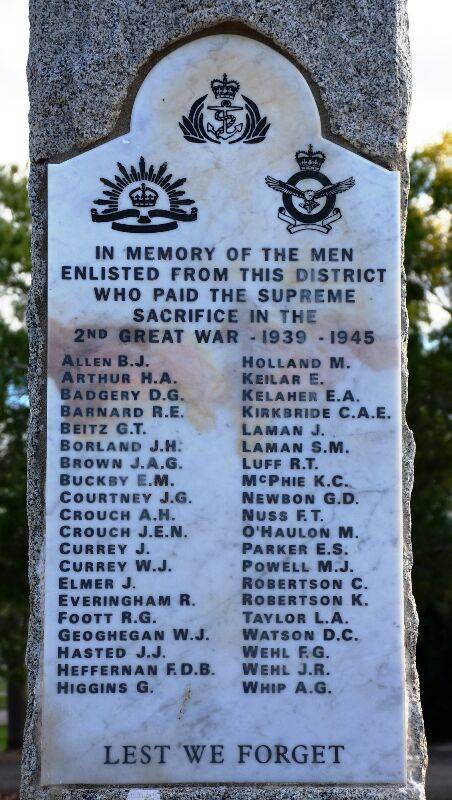 IN MEMORY OF THE MEN
ENLISTED FROM THIS DISTRICT
WHO PAID THE SUPREME
SACRIFICE IN THE
2ND GREAT WAR - 1939 - 1945
ALLEN B.J.
ARTHUR H.A.
BADGERY D.G.
BARNARD R.E.
BEITZ G.T.
BORLAND J.H.
BROWN J.A.G.
BUCKBY E.M.
COURTNEY J.G.
CROUCH A.H.
CROUCH J.E.N.
CURREY J.
CURREY W.J.
ELMER J.
EVERINGHAM R.
FOOTT R.G.
GEOGHEGAN W.J.
HASTED J.J.
HEFFERNAN F.D.B.
HIGGINS G.
HOLLAND M.
KEILAR E.
KELAHER E.A.
KIRKBRIDE C.A.E.
LAMAN J.
LAMAN S.M.
LUFF R.T.
McPHIE K.C.
NEWBON G.D.
NUSS F.T.
O'HAULON M.
PARKER E.S.
POWELL M.J.
ROBERTSON C.
ROBERTSON K.
TAYLOR L.A.
WATSON D.C.
WEHL F.G.
WEHL J.R.
WHIP A.G.
LEST WE FORGET